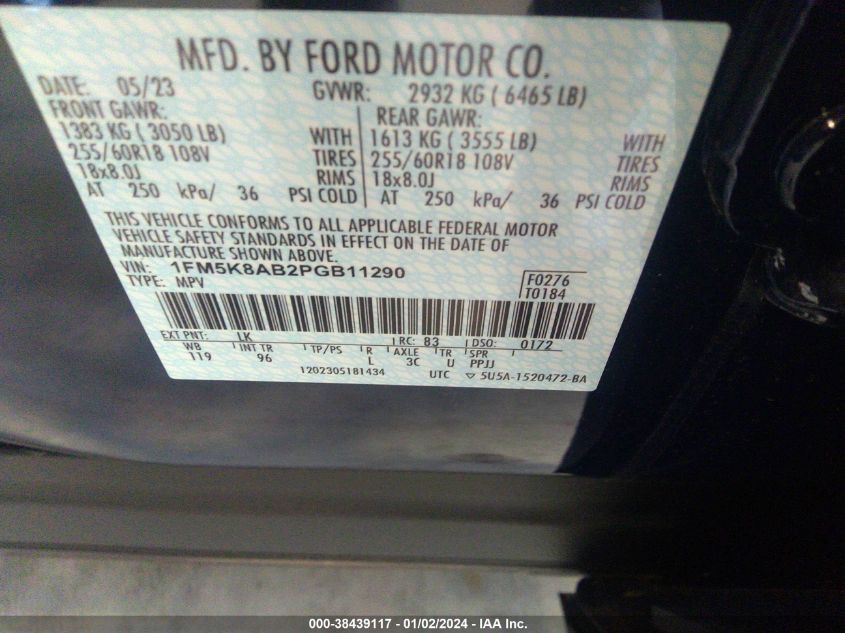 MFD. BY FORD MOTOR CO.
DATE: 05/23 GVWR: 2932 KG ( 6465 LB)
FRONT GAWR: REAR GAWR:
1383 KG ( 3050 LB) WITH 1613 KG ( 3555 LB) WITH
255/60R18 108V TIRES 255/60R18 108V TIRES
18x8.0J RIMS 18x8.0J RIMS
AT 250 kPa/ 36 PSI COLD AT 250 kPa/ 36 PSI COLD
THIS VEHICLE CONFORMS TO ALL APPLICABLE FEDERAL MOTOR
VEHICLE SAFETY STANDARDS IN EFFECT ON THE DATE OF
MANUFACTURE SHOWN ABOVE.
VIN: 1FM5K8AB2PGB11290 F0276
TYPE: MPV T0184
EXT PNT: LK RC: 83 DSO: 0172
WB INT TR TP/PS R AXLE TR SPR
119 96 L 3C U PPJJ
1202305181434 UTC ▽ 5U5A-1520472-BA
000-38439117 - 01/02/2024 - IAA Inc.